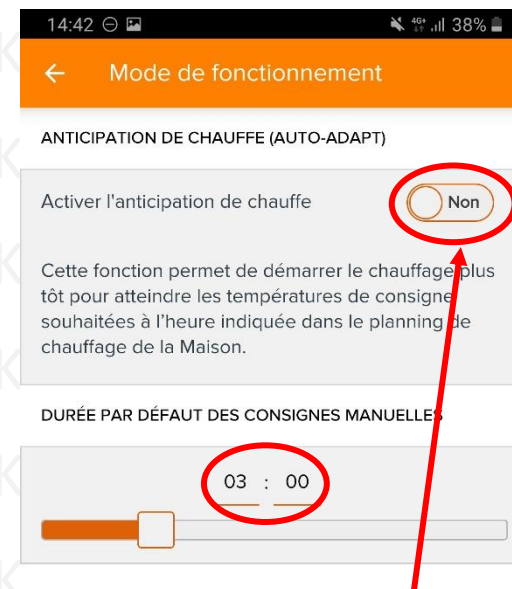 14:42 4G+ 38%
Mode de fonctionnement
ANTICIPATION DE CHAUFFE (AUTO-ADAPT)
Activer l'anticipation de chauffe Non
Cette fonction permet de démarrer le chauffage plus
tôt pour atteindre les températures de consigne
souhaitées à l'heure indiquée dans le planning de
chauffage de la Maison.
DURÉE PAR DÉFAUT DES CONSIGNES MANUELLES
03 : 00